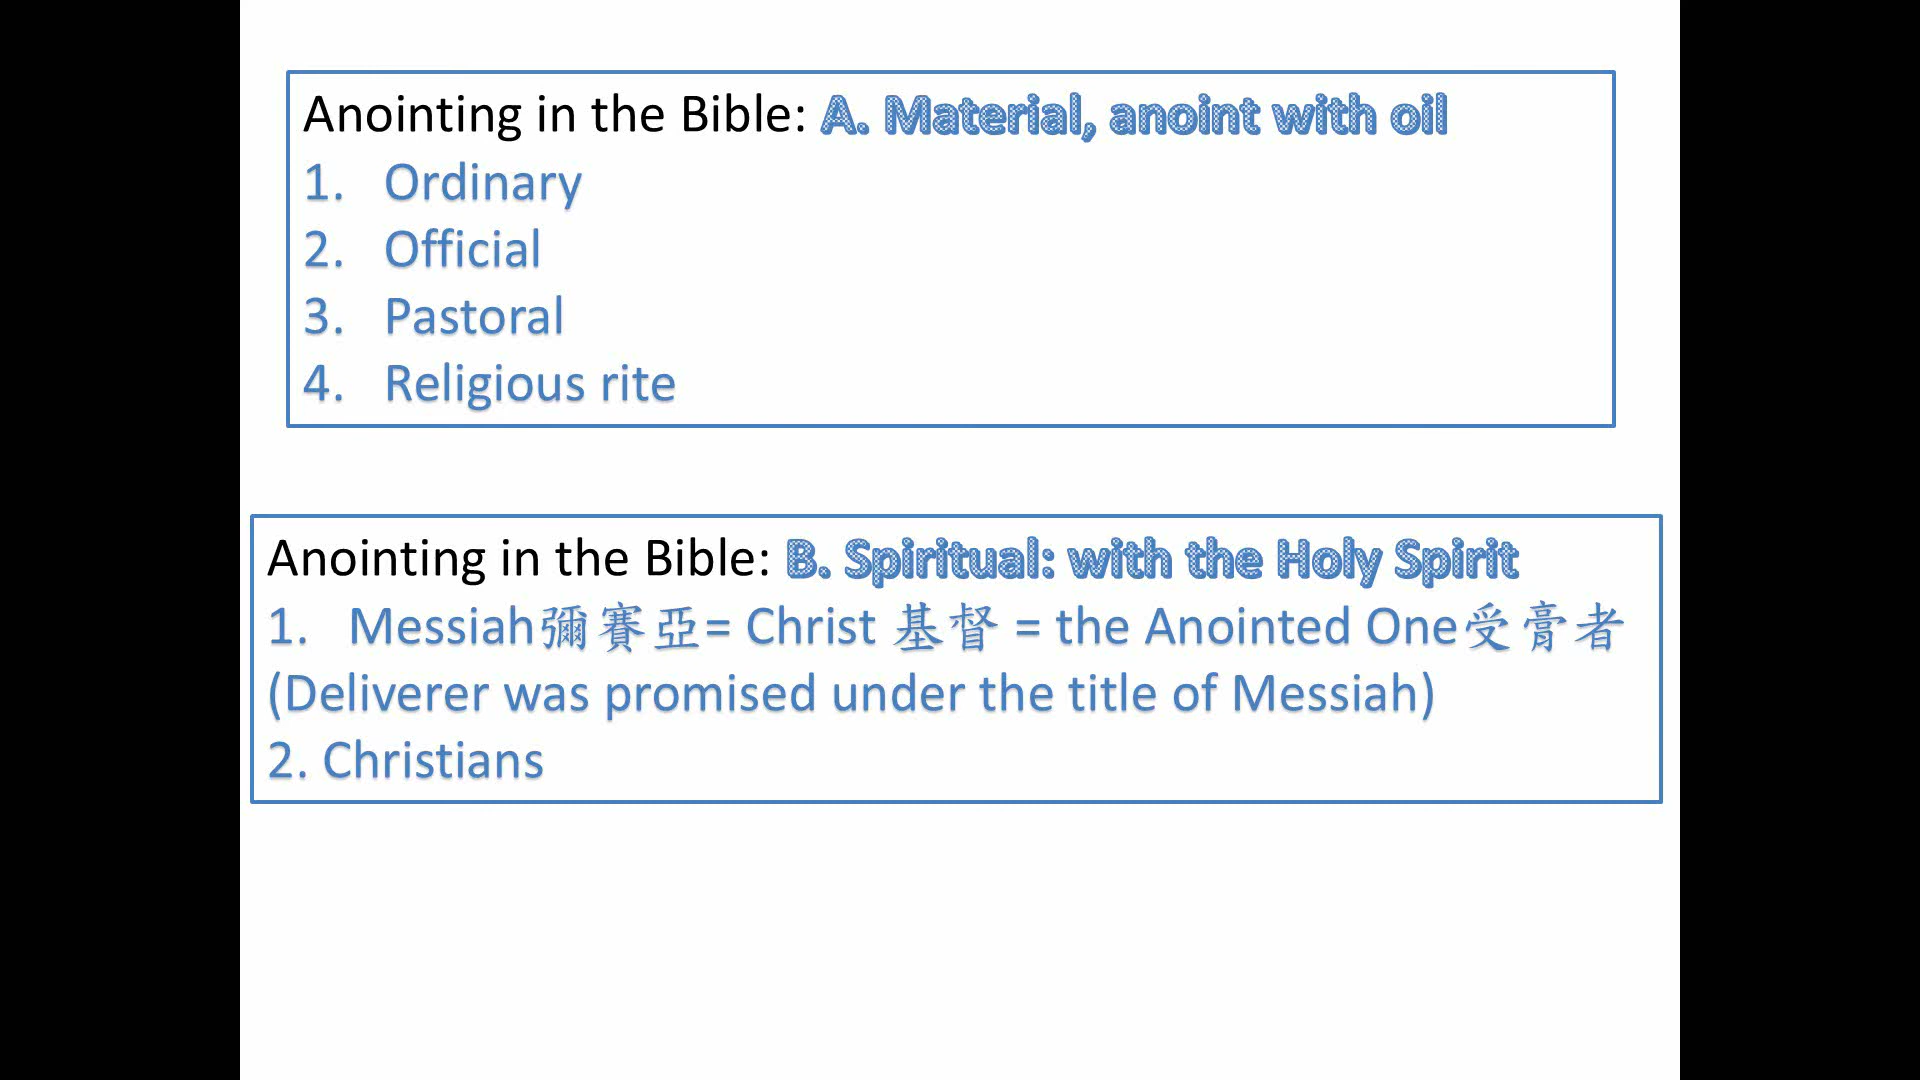 Anointing in the Bible: A. Material, anoint with oil
1. Ordinary
2. Official
3. Pastoral
4. Religious rite
Anointing in the Bible: B. Spiritual: with the Holy Spirit
1. Messiah彌賽亞= Christ 基督 = the Anointed One受膏者
(Deliverer was promised under the title of Messiah)
2. Christians